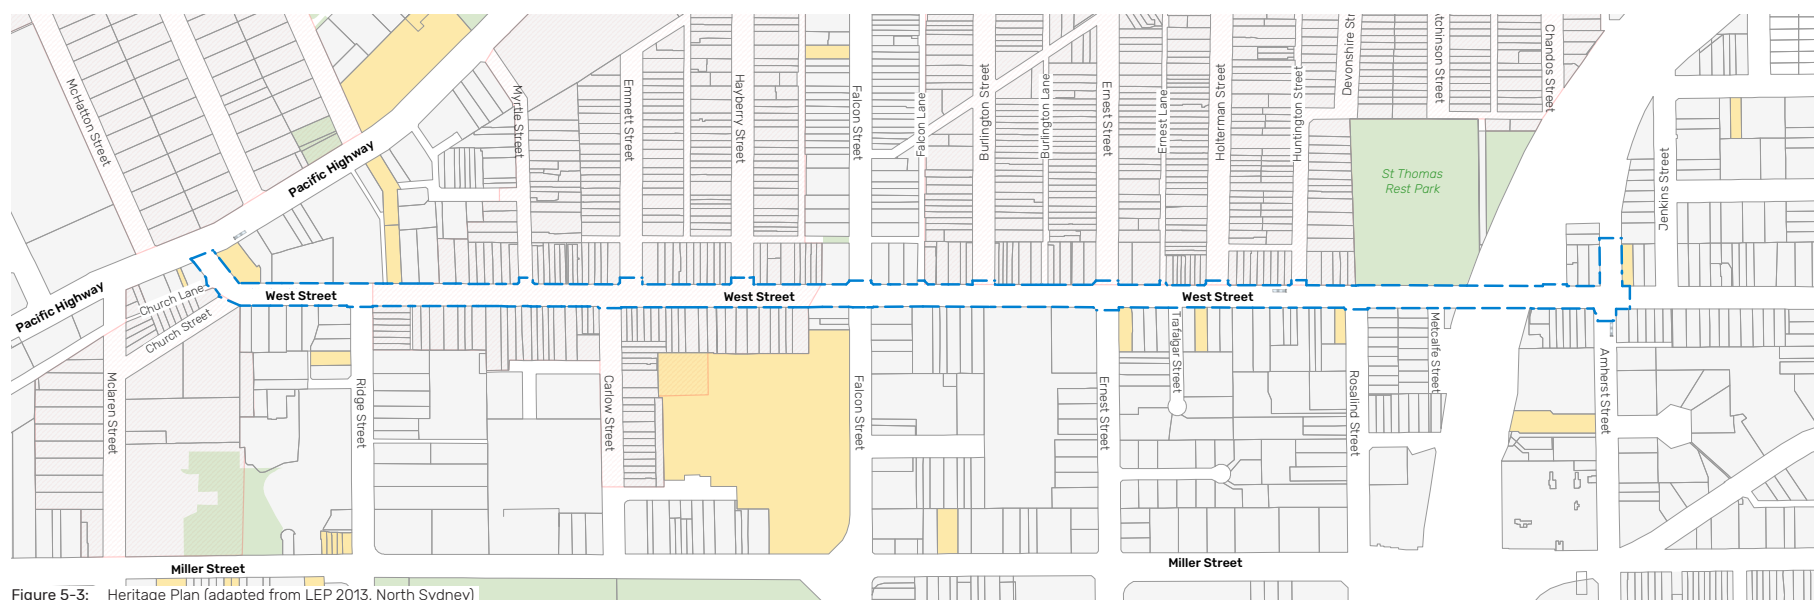 McHatton Street
Myrtle Street
Emmett Street
Hayberry Street
Falcon Street
Falcon Lane
Burlington Street
Burlington Lane
Ernest Street
Ernest Lane
Holterman Street
Huntington Street
Devonshire Str
tchinson Street
Chandos Street
Jenkins Street
St Thomas
Rest Park
Pacific Highway
Pacific Highway
Church Lane
Church Street
West Street
West Street
West Street
Mclaren Street
Ridge Street
Carlow Street
Falcon Street
Ernest Street
Trafalgar Street
Rosalind Street
Metcalfe Street
Amherst Street
Miller Street
Miller Street
Figure 5-3: Heritage Plan (adapted from LEP 2013, North Sydney)